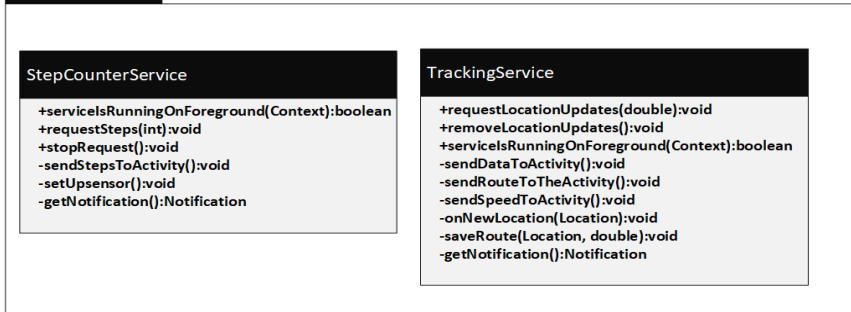 StepCounterService
+serviceIsRunningOnForeground(Context):boolean
+requestSteps(int):void
+stopRequest():void
-sendStepsToActivity():void
-setUpsensor():void
-getNotification():Notification
TrackingService
+requestLocationUpdates(double):void
+removeLocationUpdates():void
+serviceIsRunningOnForeground(Context):boolean
-sendDataToActivity():void
-sendRouteToTheActivity():void
-sendSpeedToActivity():void
-onNewLocation(Location):void
-saveRoute(Location, double):void
-getNotification():Notification